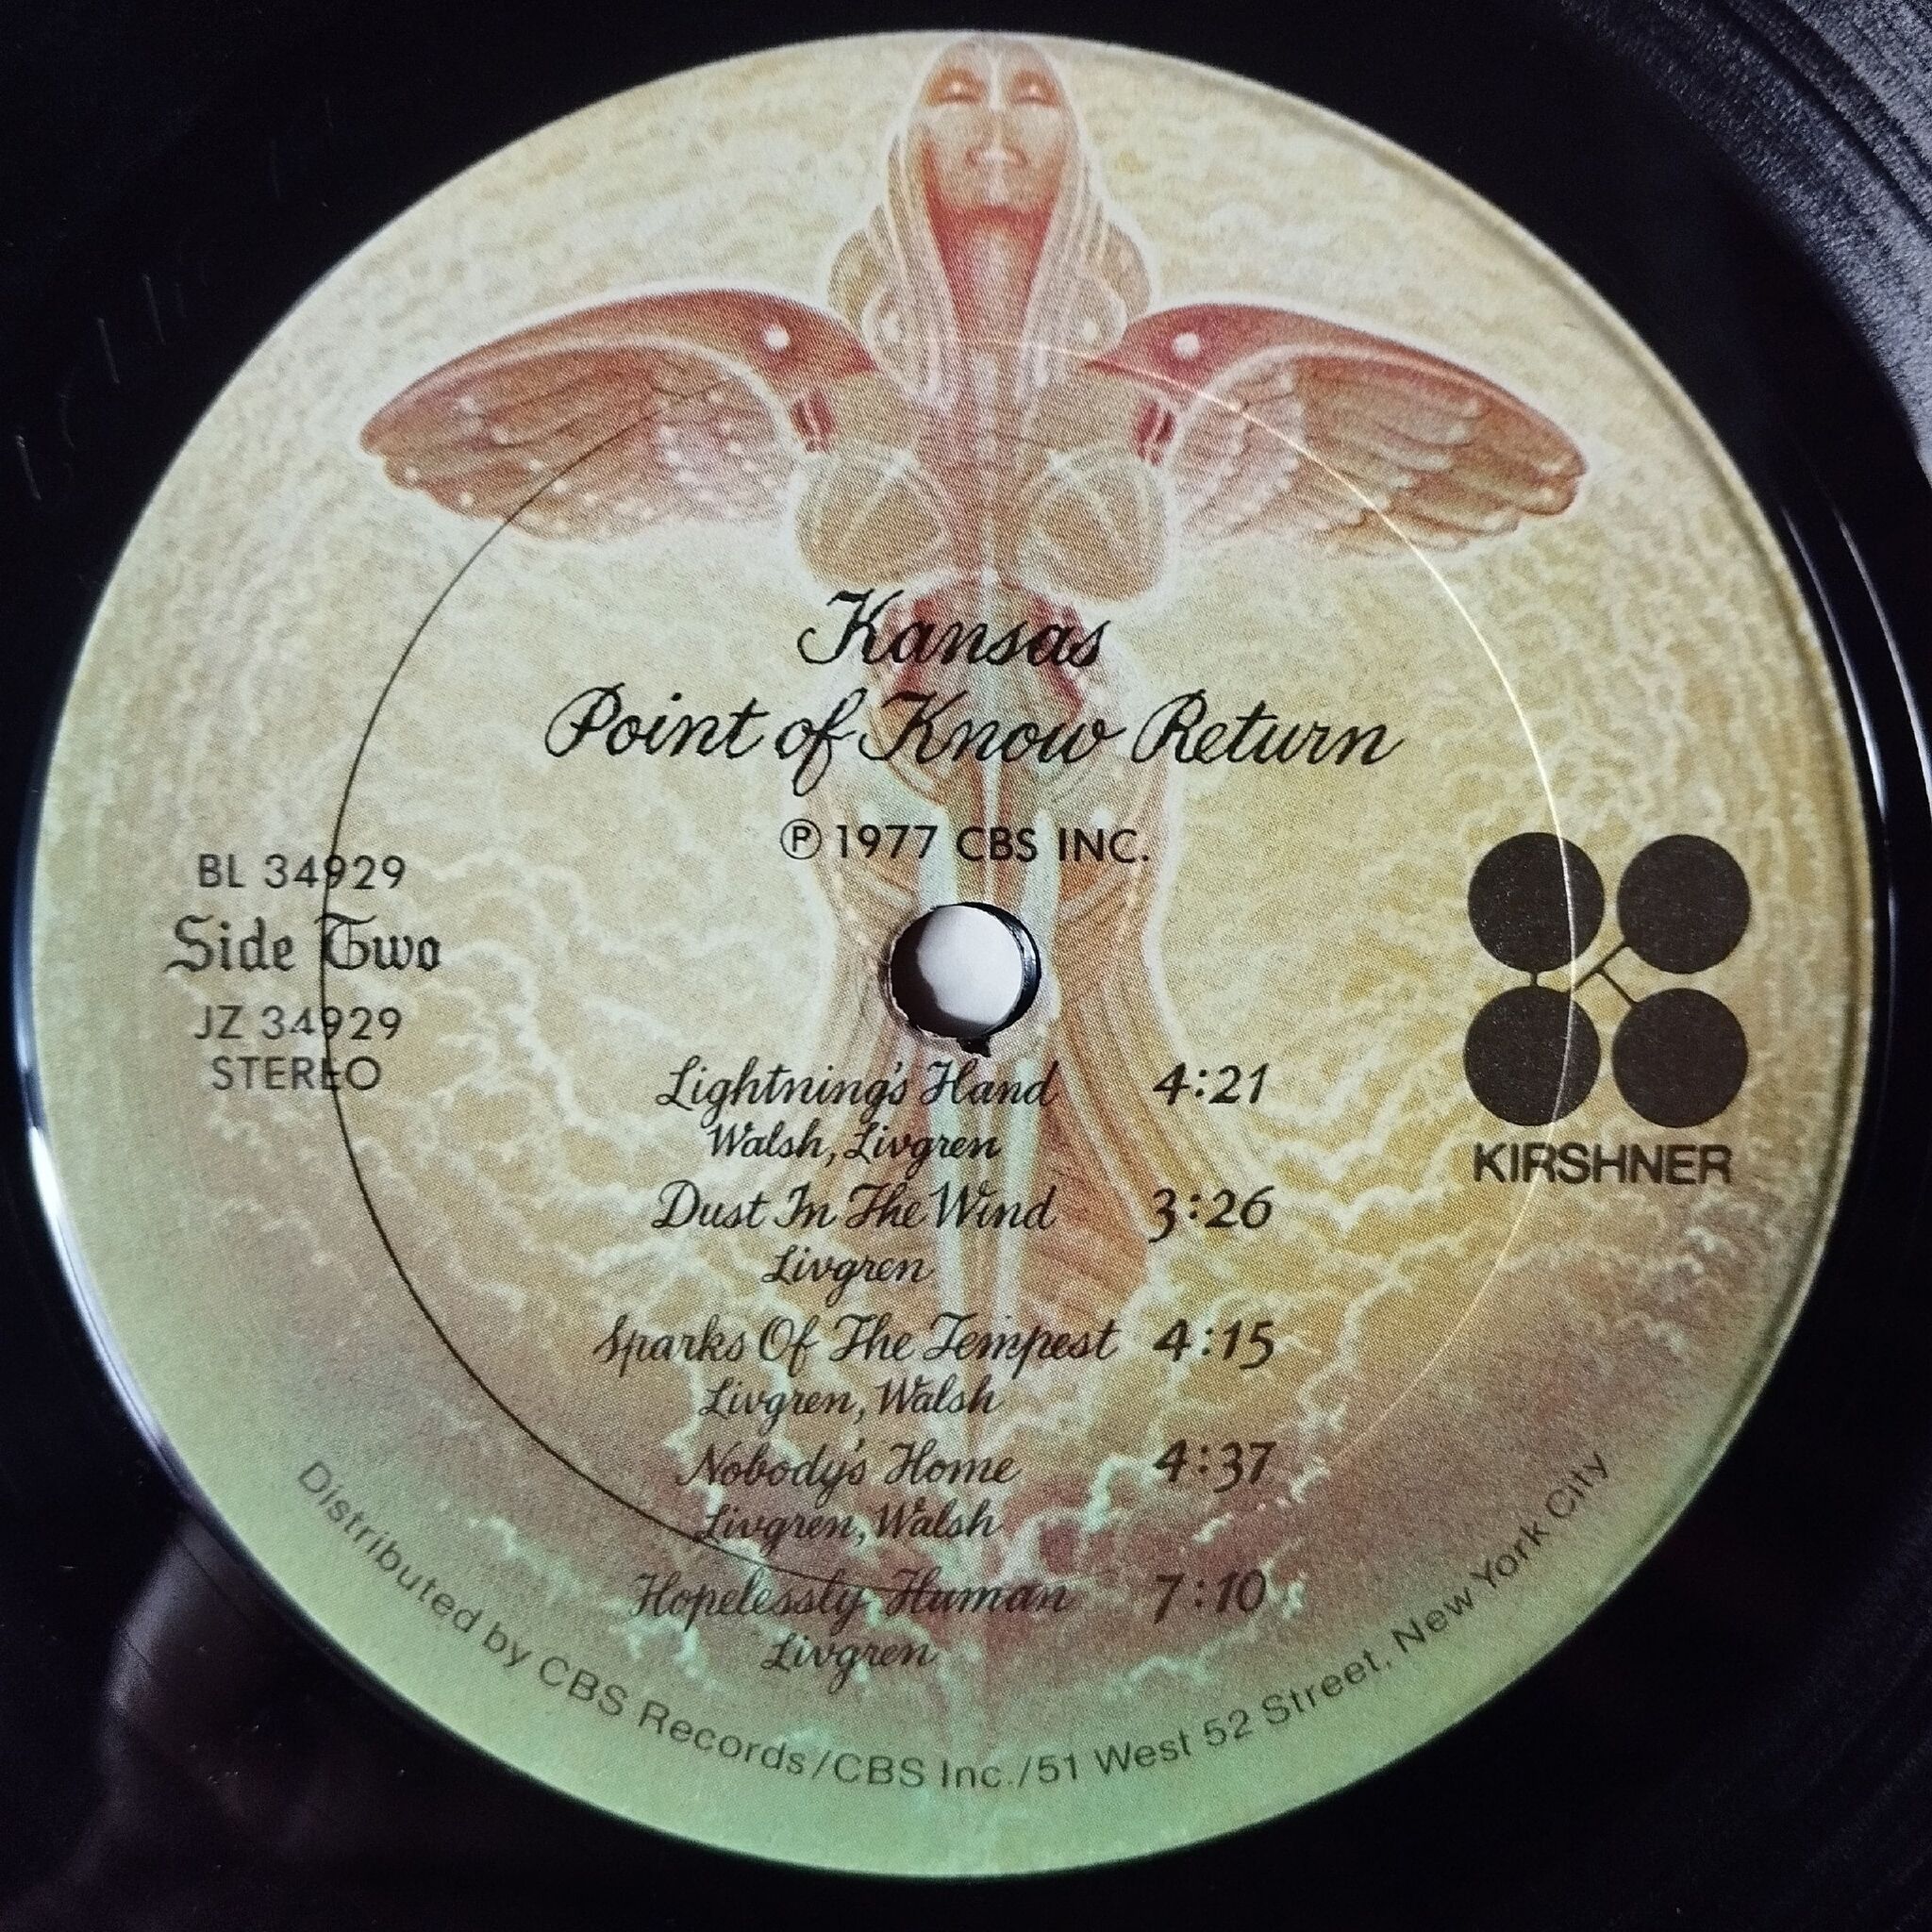 Kansas
Point of Know Return
Ⓟ 1977 CBS INC.
BL 34929
Side Two
JZ 34929
STEREO
KIRSHNER
Lightning's Hand 4:21
Walsh, Livgren
Dust In The Wind 3:26
Livgren
Sparks Of The Tempest 4:15
Livgren, Walsh
Nobody's Home 4:37
Livgren, Walsh
Hopelessly Human 7:10
Livgren
Distributed by CBS Records/CBS Inc./51 West 52 Street, New York City